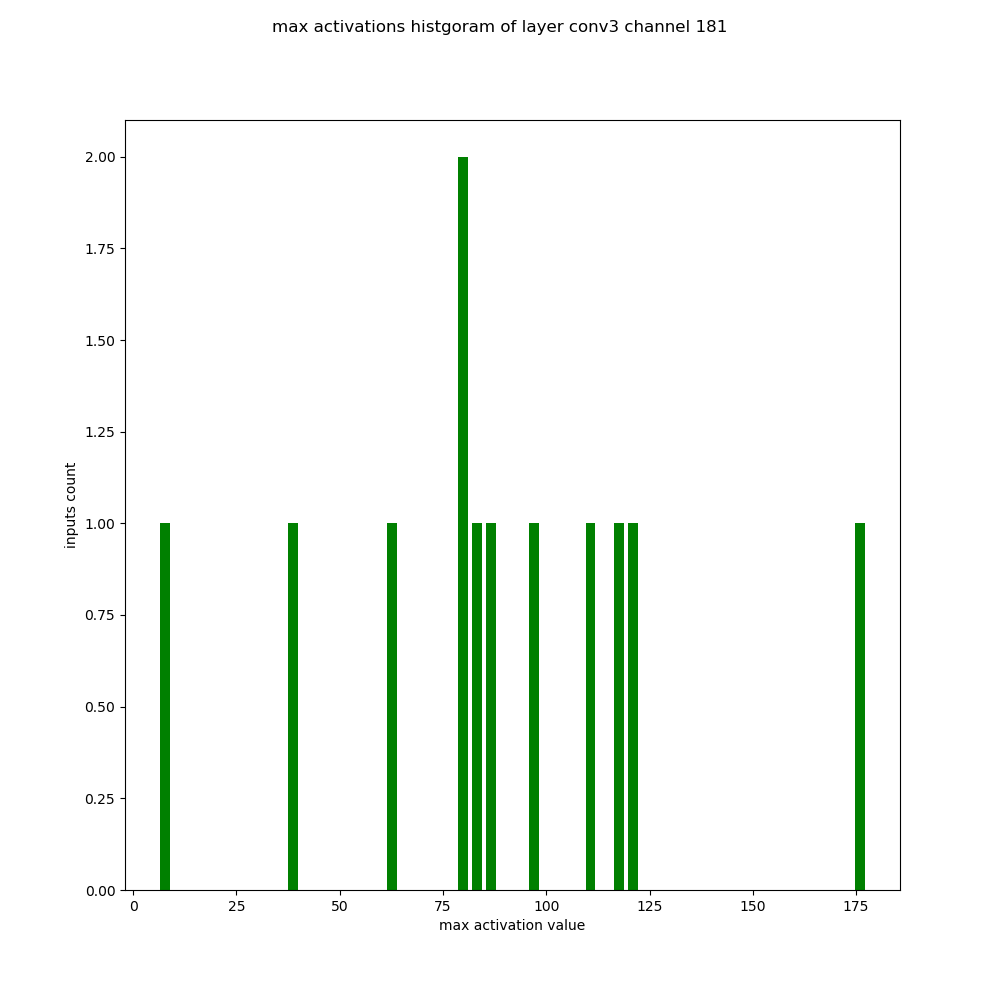 max activations histgoram of layer conv3 channel 181
2.00
1.75
1.50
1.25
1.00
0.75
0.50
0.25
0.00
inputs count
0 25 50 75 100 125 150 175
max activation value